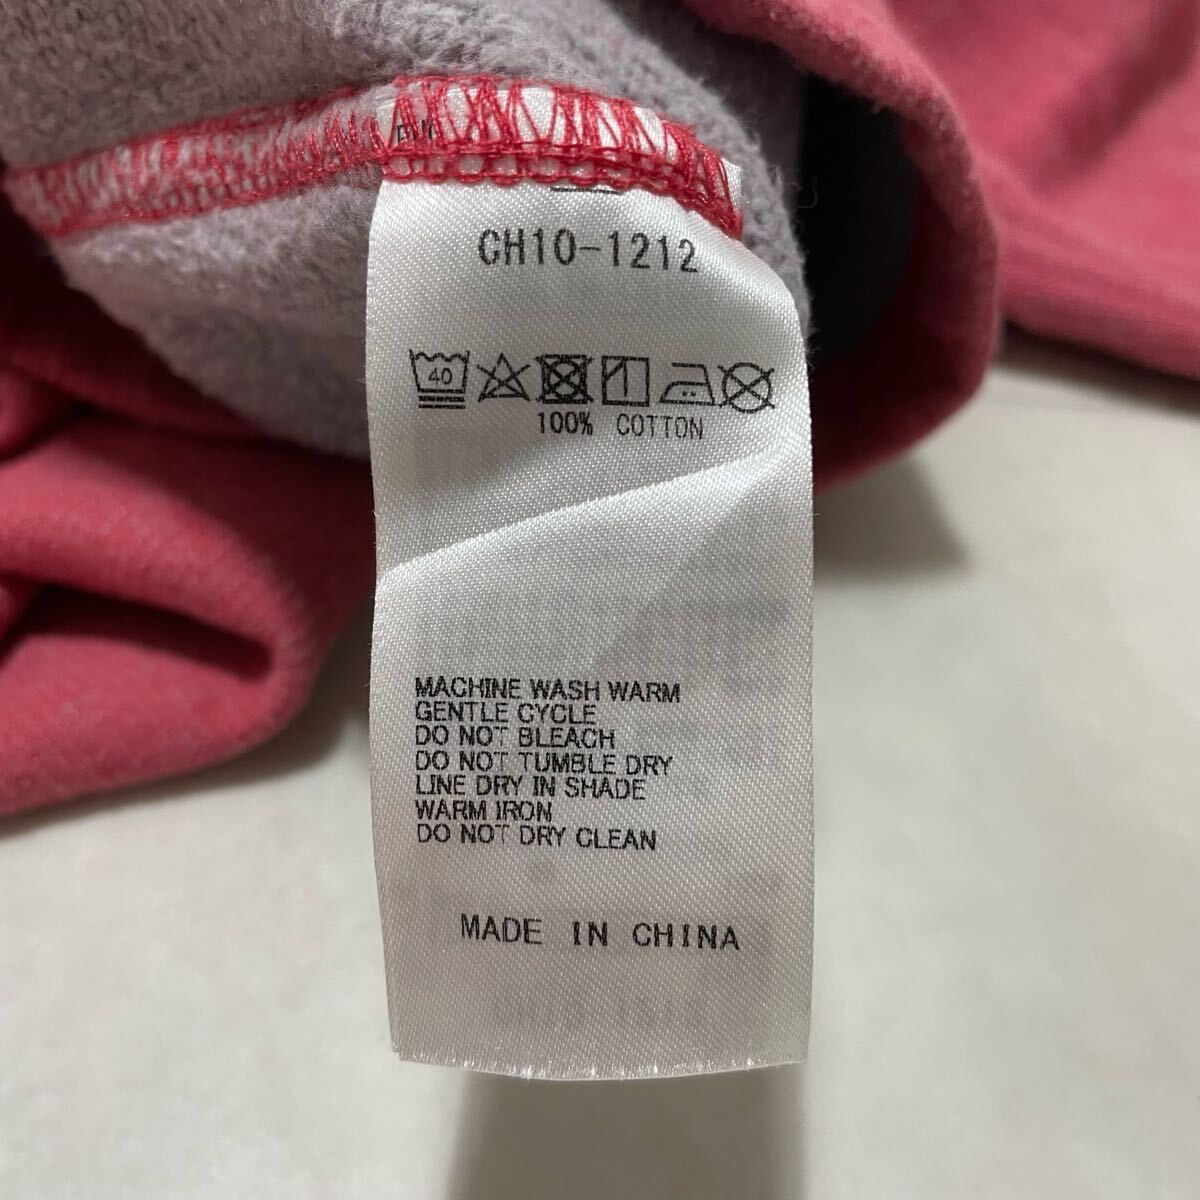 CH10-1212
40
100% COTTON
MACHINE WASH WARM
GENTLE CYCLE
DO NOT BLEACH
DO NOT TUMBLE DRY
LINE DRY IN SHADE
WARM IRON
DO NOT DRY CLEAN
MADE IN CHINA